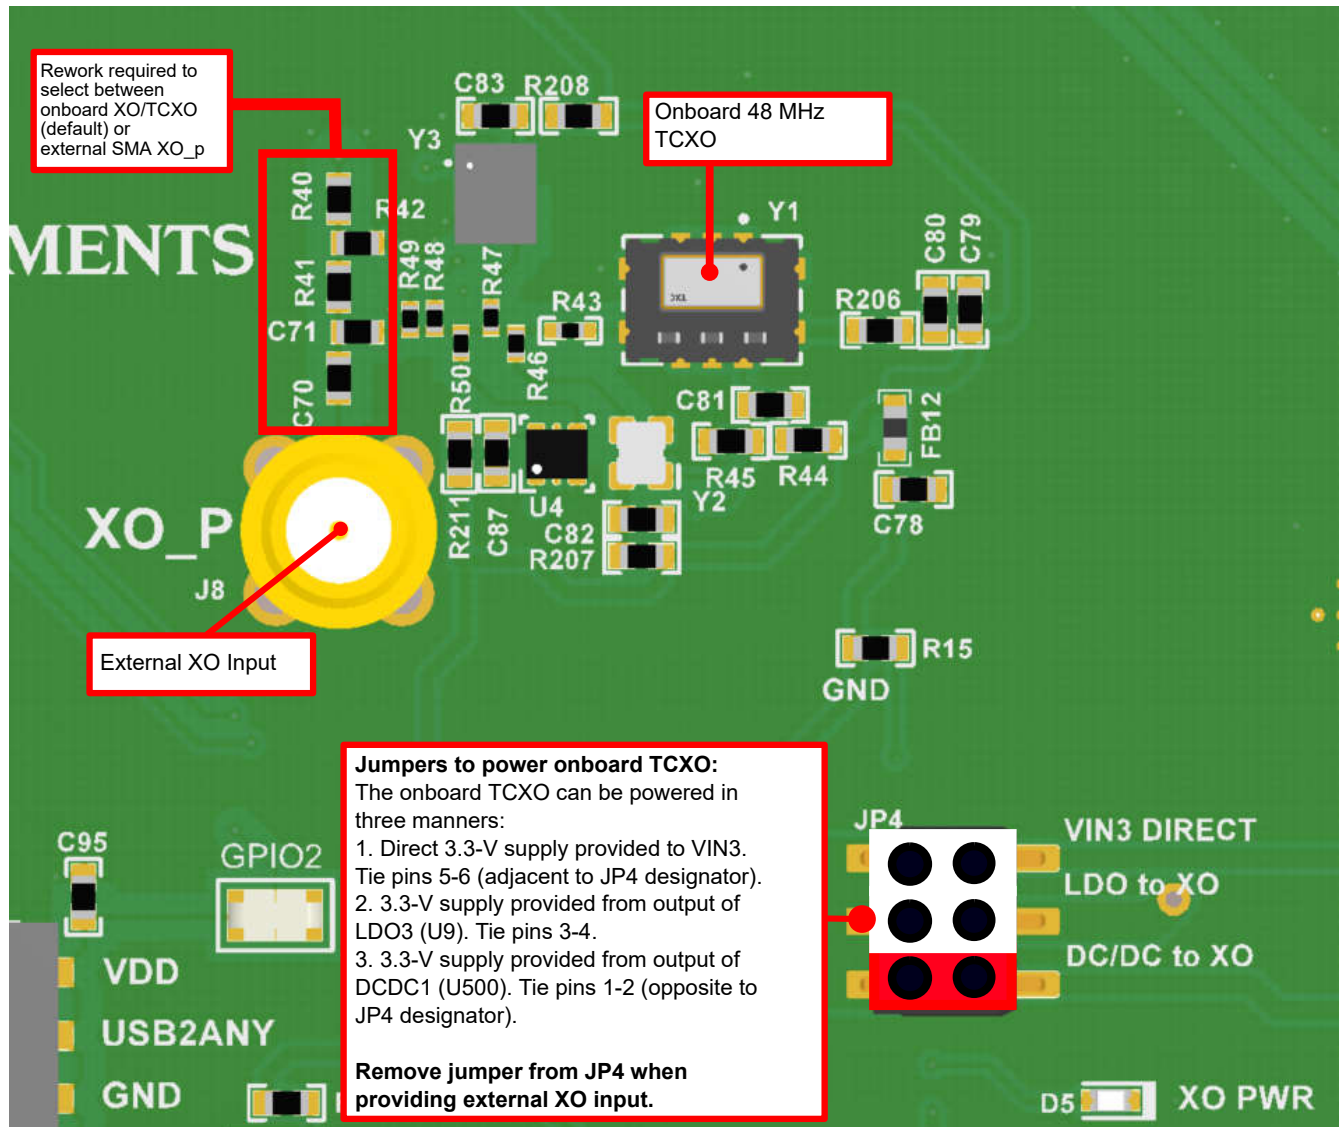 Rework required to
select between
onboard XO/TCXO
(default) or
external SMA XO_p
C83 R208
Onboard 48 MHz
TCXO
Y3
R40
R42
Y1
MENTS
R41
R49
R48
R47
R43
C80
C79
R206
C71
R50
R46
C70
C81
FB12
R45
R44
Y2
XO_P
R211
C87
U4
C82
R207
C78
J8
External XO Input
R15
GND
Jumpers to power onboard TCXO:
The onboard TCXO can be powered in
three manners:
1. Direct 3.3-V supply provided to VIN3.
Tie pins 5-6 (adjacent to JP4 designator).
2. 3.3-V supply provided from output of
LDO3 (U9). Tie pins 3-4.
3. 3.3-V supply provided from output of
DCDC1 (U500). Tie pins 1-2 (opposite to
JP4 designator).
Remove jumper from JP4 when
providing external XO input.
JP4
VIN3 DIRECT
LDO to XO
DC/DC to XO
C95
GPIO2
VDD
USB2ANY
GND
D5
XO PWR